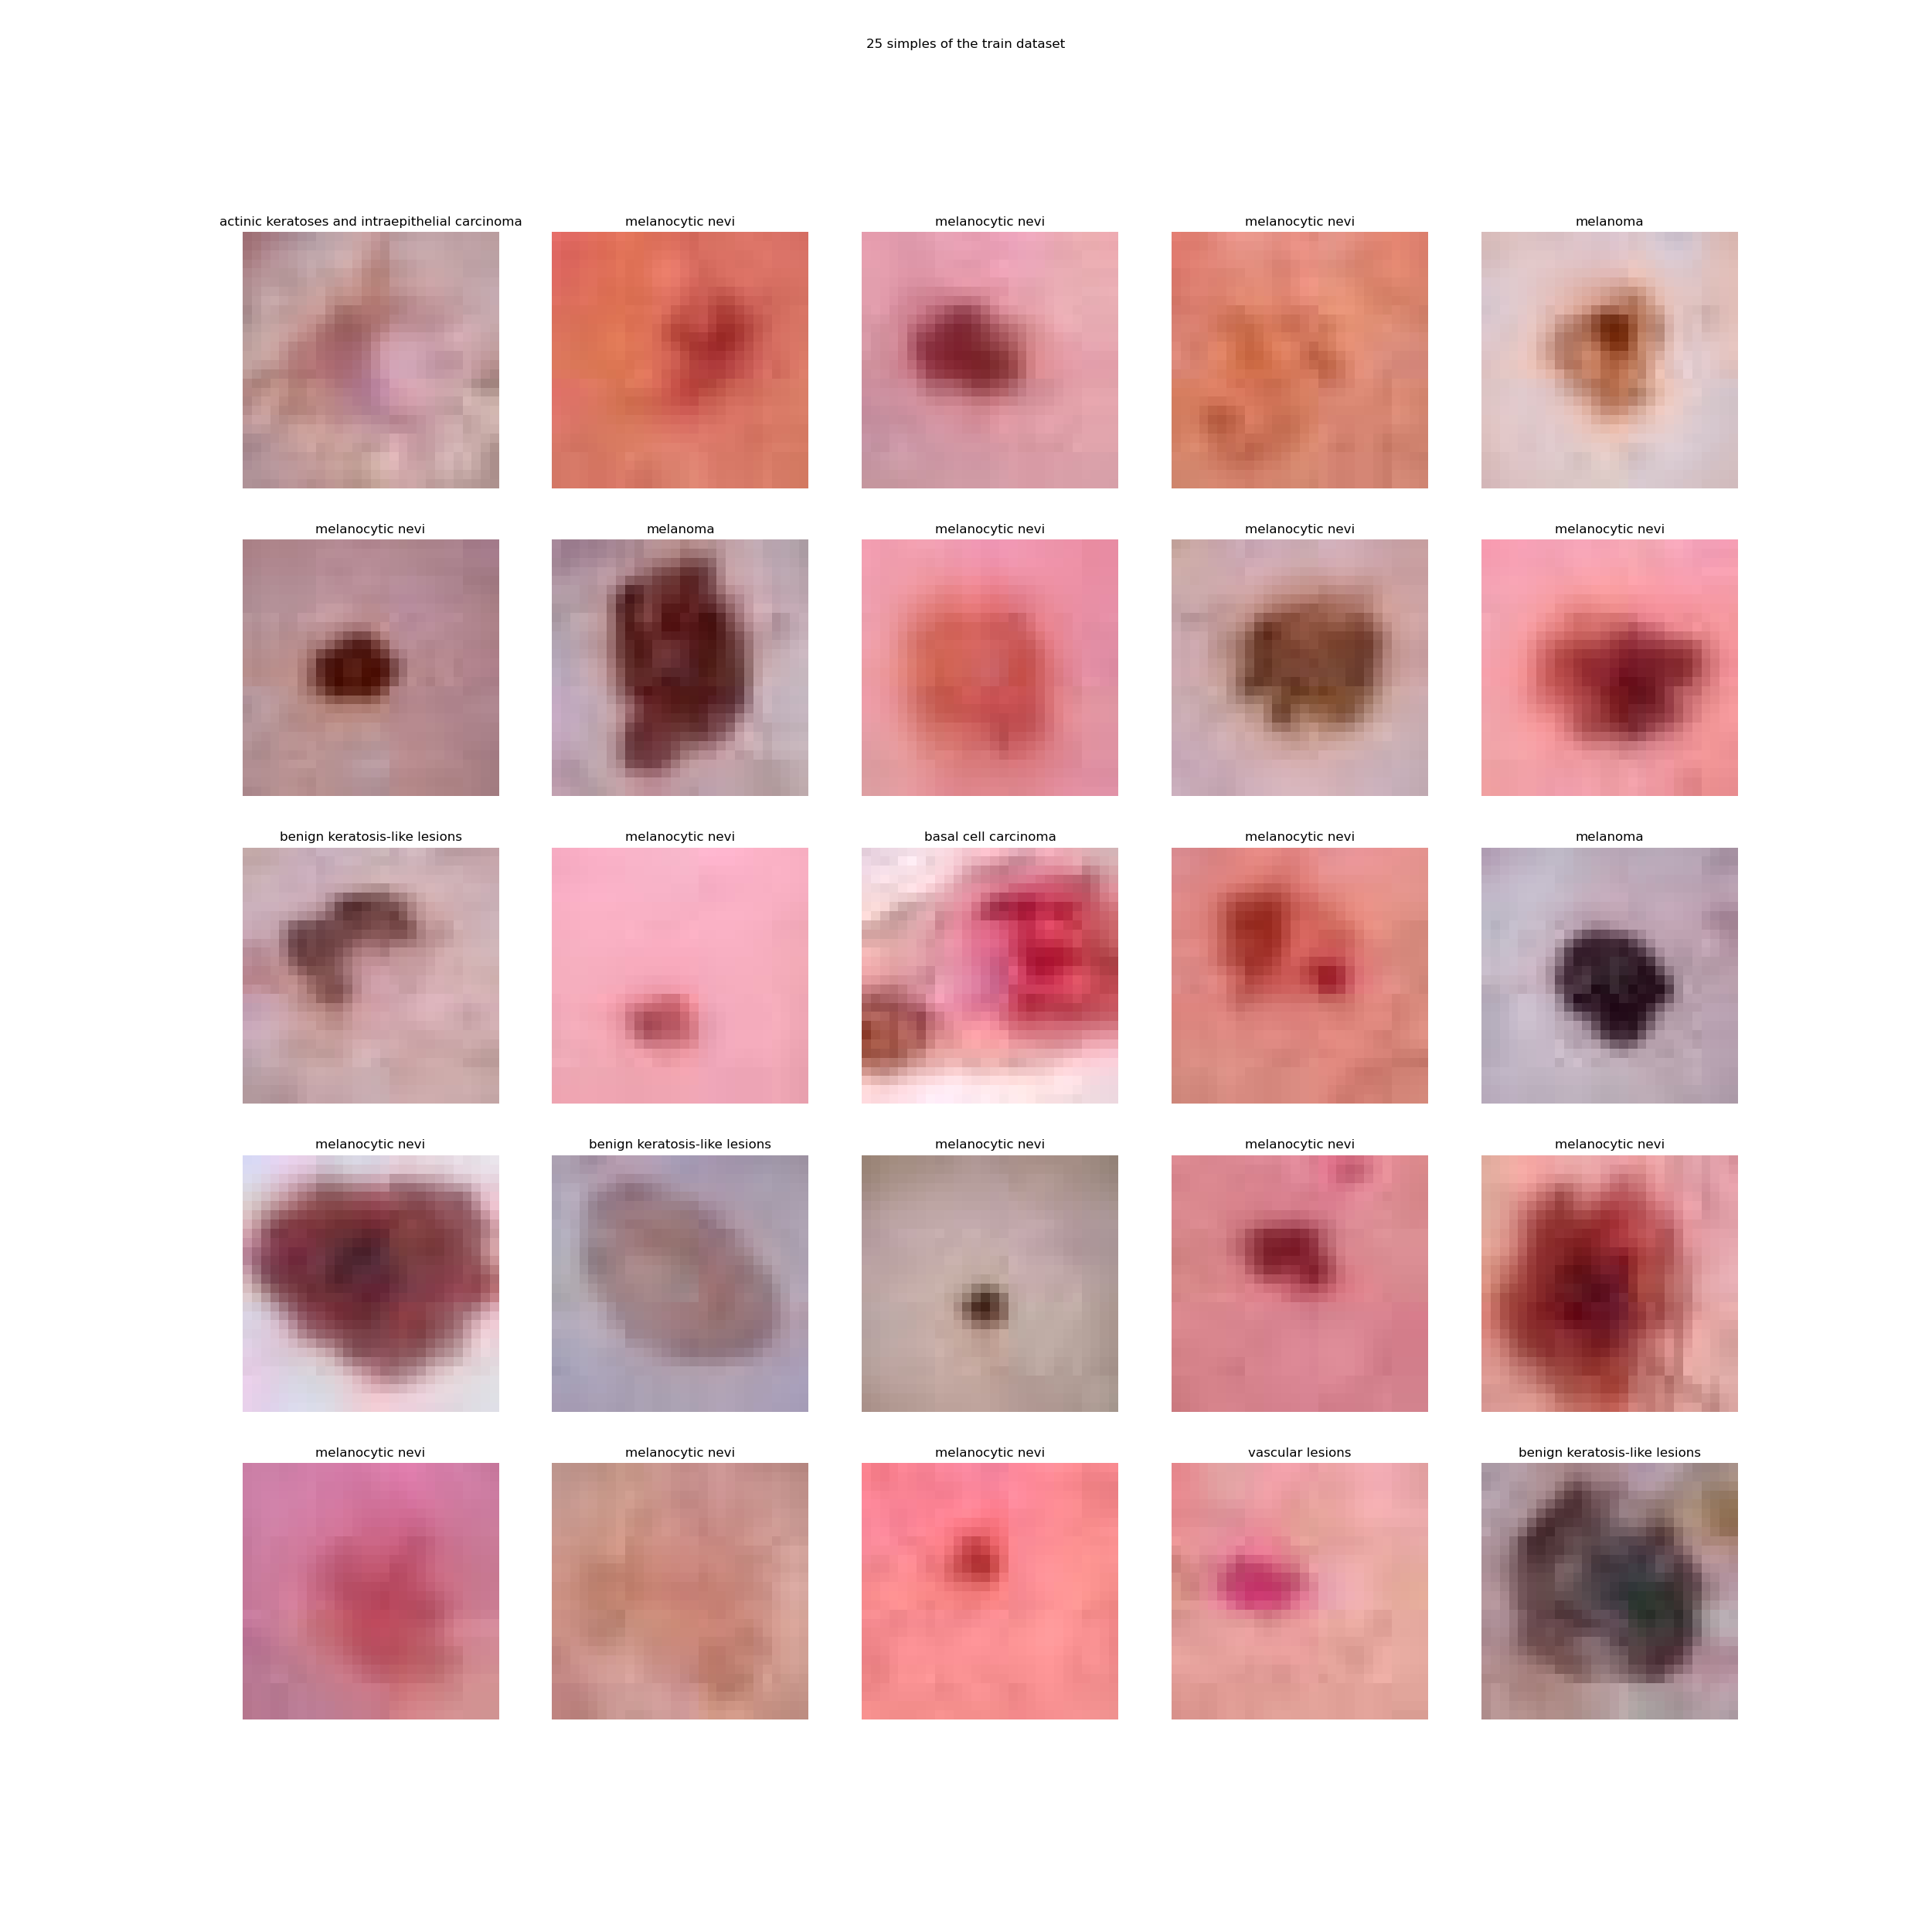 25 simples of the train dataset
actinic keratoses and intraepithelial carcinoma
melanocytic nevi
melanocytic nevi
melanocytic nevi
melanoma
melanocytic nevi
melanoma
melanocytic nevi
melanocytic nevi
melanocytic nevi
benign keratosis-like lesions
melanocytic nevi
basal cell carcinoma
melanocytic nevi
melanoma
melanocytic nevi
benign keratosis-like lesions
melanocytic nevi
melanocytic nevi
melanocytic nevi
melanocytic nevi
melanocytic nevi
melanocytic nevi
vascular lesions
benign keratosis-like lesions